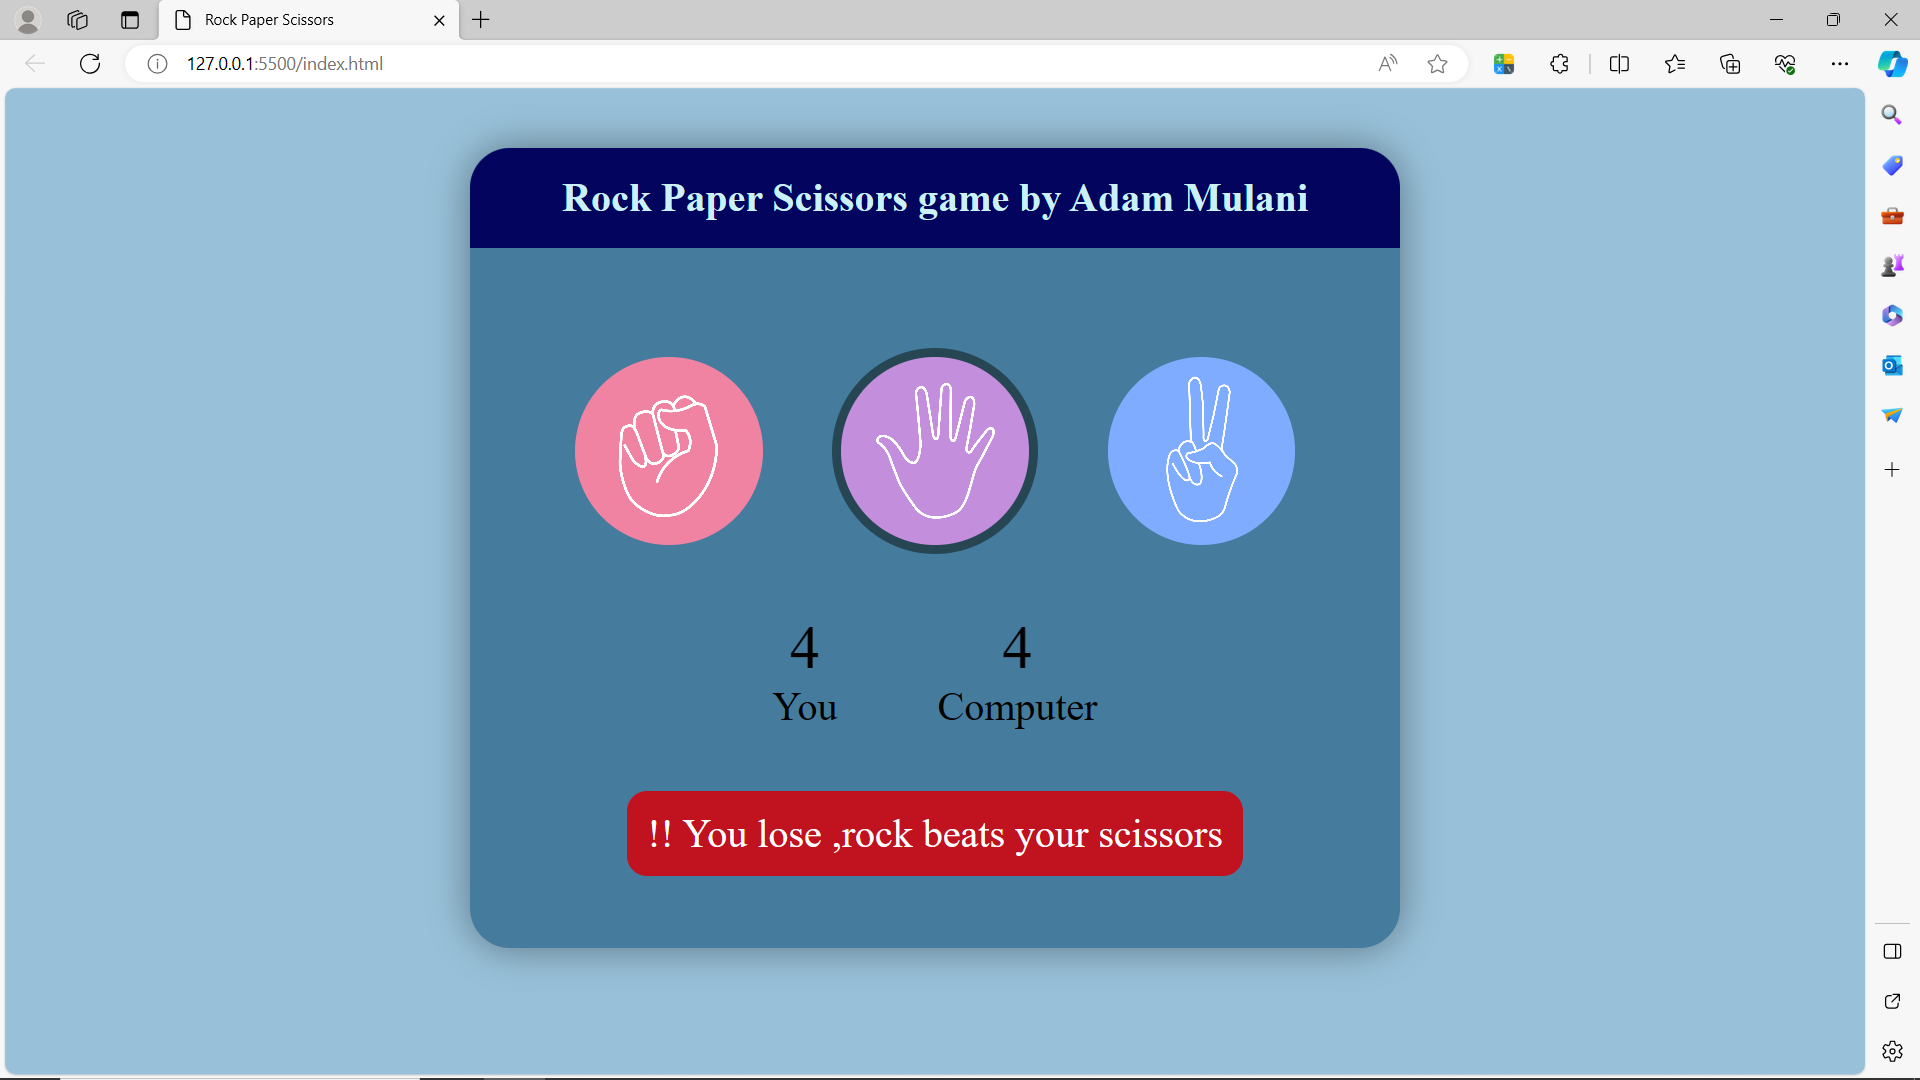 Rock Paper Scissors
127.0.0.1:5500/index.html
Rock Paper Scissors game by Adam Mulani
4 4
You Computer
!! You lose ,rock beats your scissors